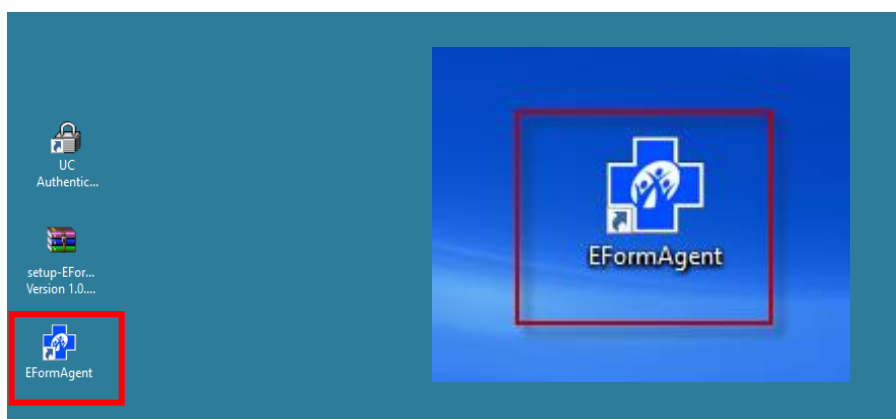 UC
Authentic...
setup-EFor...
Version 1.0....
EFormAgent
EFormAgent